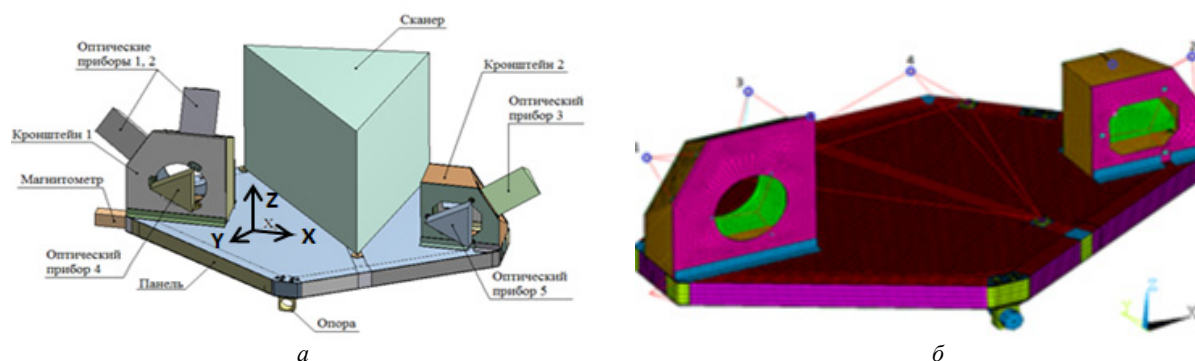 Сканер
Оптические
приборы 1, 2
Кронштейн 2
Оптический
прибор 3
Кронштейн 1
Магнитометр
Z
Y
X
X
Оптический
прибор 4
Панель
Оптический
прибор 5
Опора
а
3
4
2
Z
Y
X
б